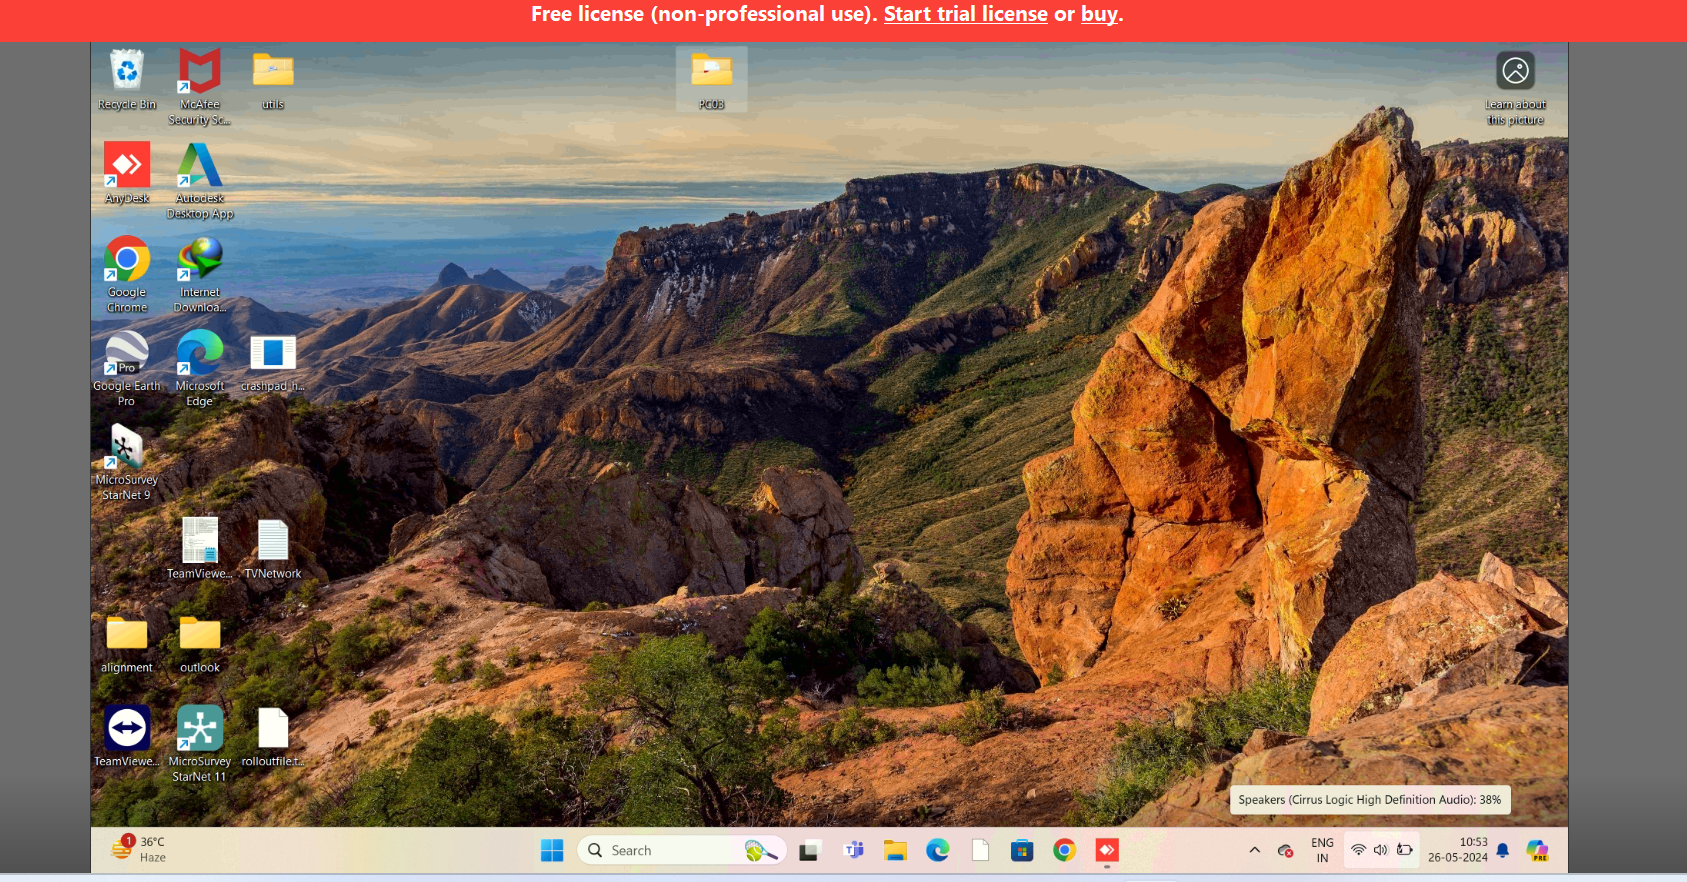 Free license (non-professional use). Start trial license or buy.
Recycle Bin
McAfee
Security Sc...
utils
PC03
Learn about
this picture
AnyDesk
Autodesk
Desktop App
Google
Chrome
Internet
Downloa...
Pro
Google Earth
Pro
Microsoft
Edge
crashpad_h...
MicroSurvey
StarNet 9
TeamViewe...
TVNetwork
alignment
outlook
TeamViewe...
MicroSurvey
StarNet 11
rolloutfile.t...
Speakers (Cirrus Logic High Definition Audio): 38%
1
36°C
Haze
Search
ENG
IN
10:53
26-05-2024
PRE